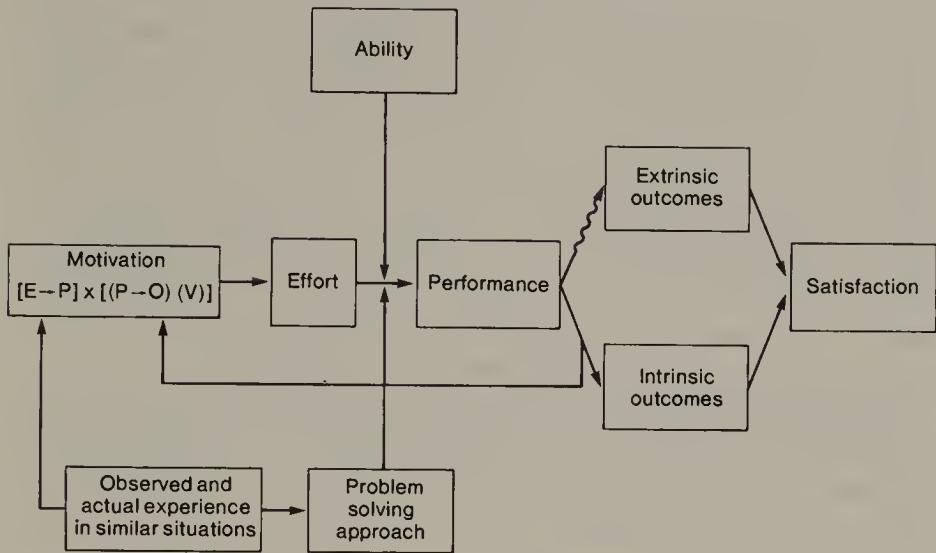 Ability
Extrinsic
outcomes
Motivation
[E→P] x [(P→O) (V)]
Effort
Performance
Satisfaction
Intrinsic
outcomes
Observed and
actual experience
in similar situations
Problem
solving
approach